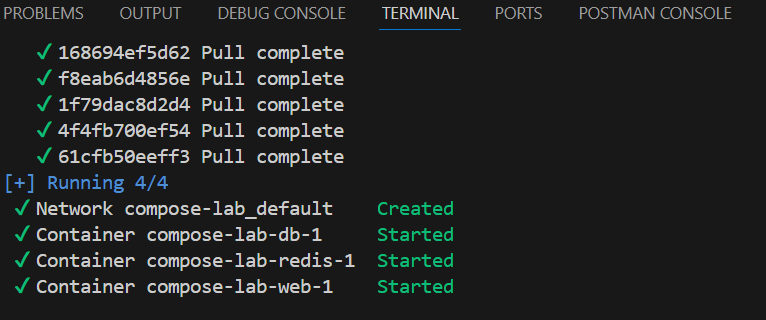 PROBLEMS OUTPUT DEBUG CONSOLE TERMINAL PORTS POSTMAN CONSOLE
✓ 168694ef5d62 Pull complete
✓ f8eab6d4856e Pull complete
✓ 1f79dac8d2d4 Pull complete
✓ 4f4fb700ef54 Pull complete
✓ 61cfb50eeff3 Pull complete
[+] Running 4/4
✓ Network compose-lab_default Created
✓ Container compose-lab-db-1 Started
✓ Container compose-lab-redis-1 Started
✓ Container compose-lab-web-1 Started